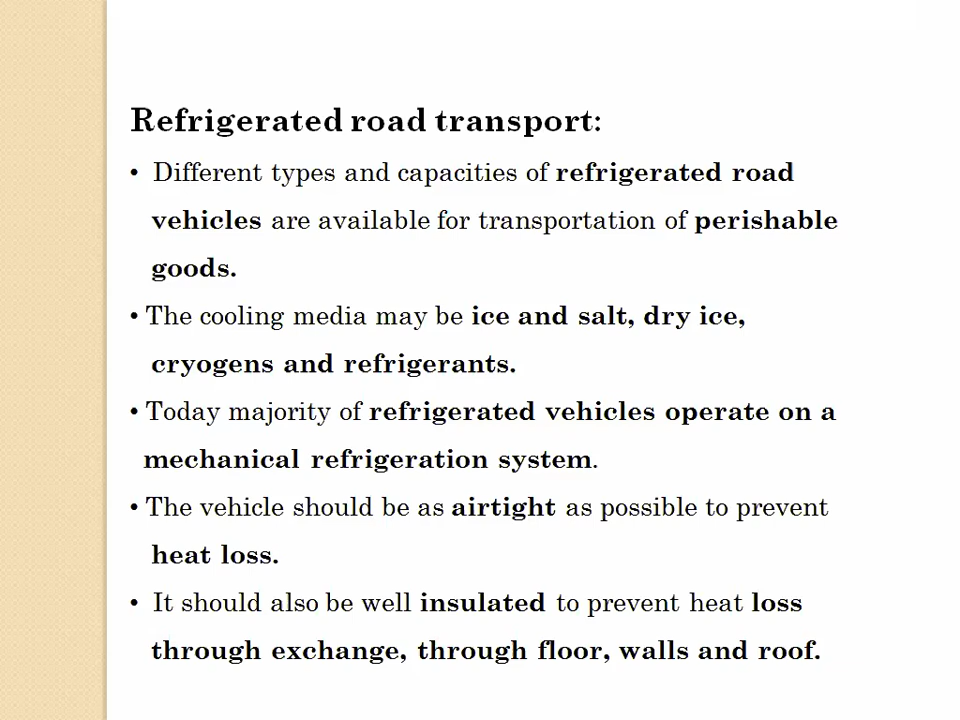 Refrigerated road transport:
• Different types and capacities of refrigerated road
vehicles are available for transportation of perishable
goods.
• The cooling media may be ice and salt, dry ice,
cryogens and refrigerants.
• Today majority of refrigerated vehicles operate on a
mechanical refrigeration system.
• The vehicle should be as airtight as possible to prevent
heat loss.
• It should also be well insulated to prevent heat loss
through exchange, through floor, walls and roof.